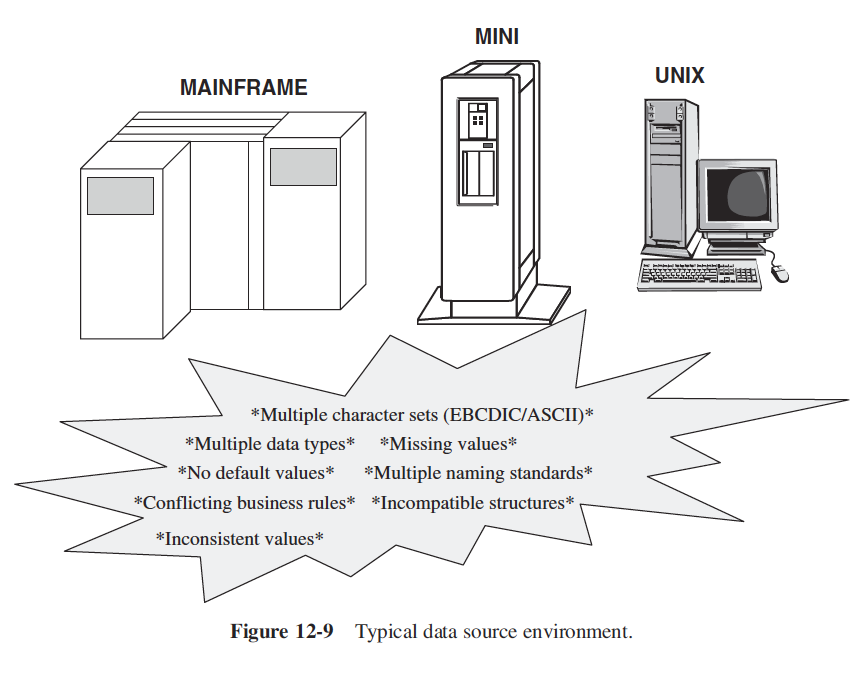 MINI
UNIX
MAINFRAME
*Multiple character sets (EBCDIC/ASCII)*
*Multiple data types* *Missing values*
*No default values* *Multiple naming standards*
*Conflicting business rules* *Incompatible structures*
*Inconsistent values*
Figure 12-9 Typical data source environment.